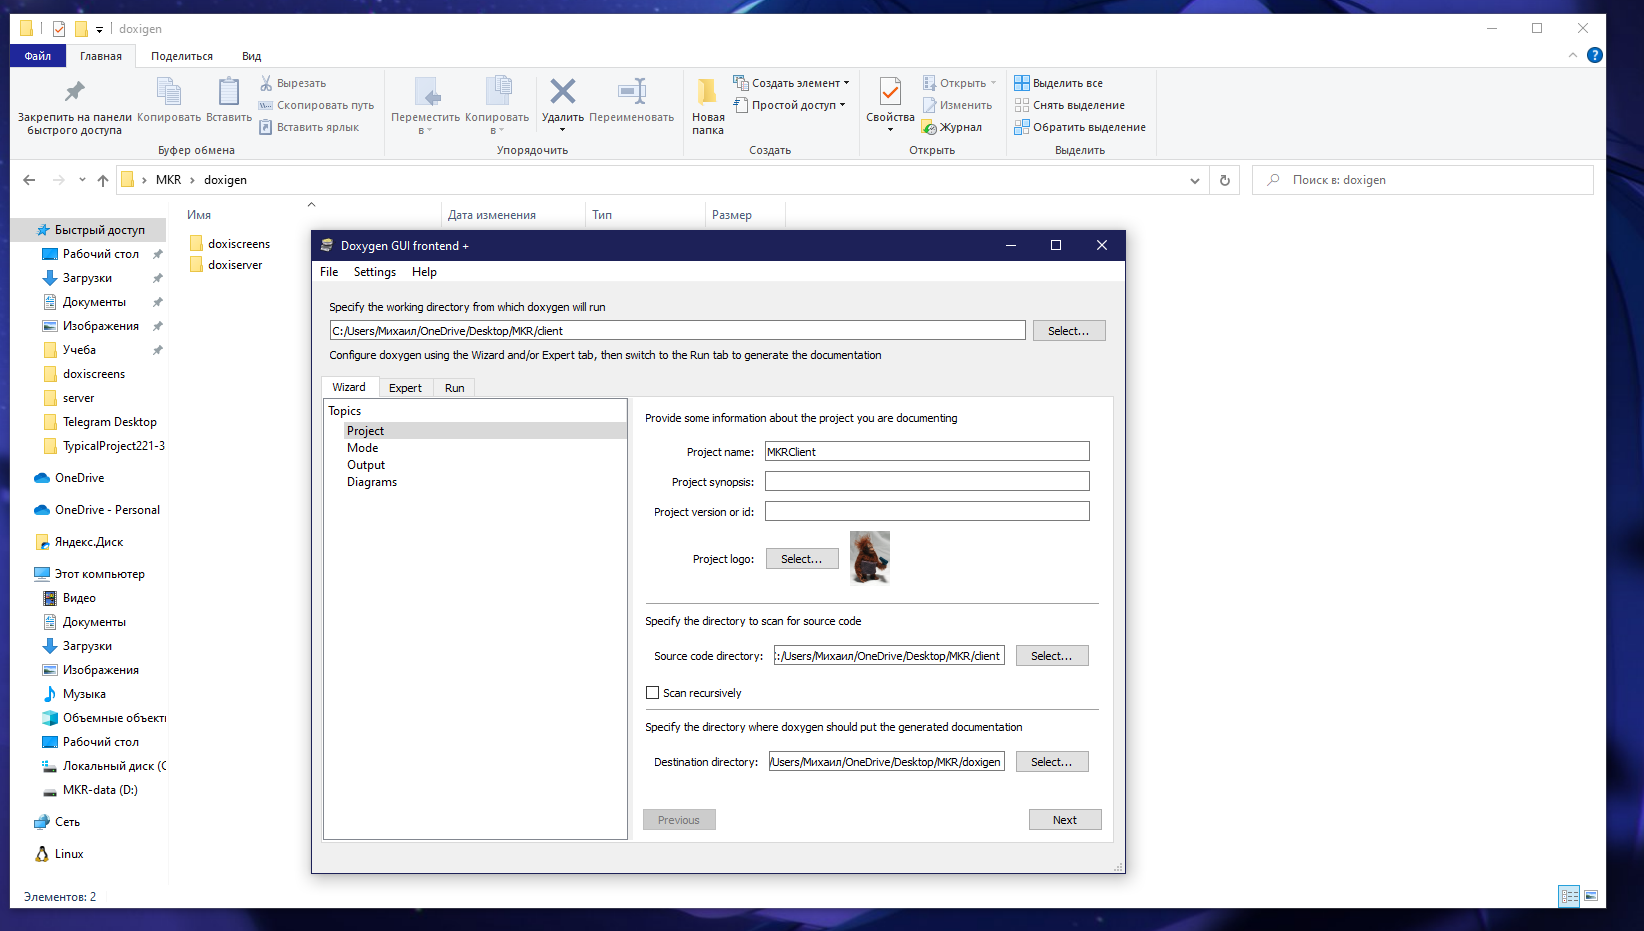 doxigen
Файл Главная Поделиться Вид
Закрепить на панели быстрого доступа
Копировать
Вставить
Вырезать
Скопировать путь
Вставить ярлык
Буфер обмена
Переместить в
Копировать в
Удалить
Переименовать
Упорядочить
Новая папка
Создать элемент
Простой доступ
Создать
Свойства
Открыть
Изменить
Журнал
Открыть
Выделить все
Снять выделение
Обратить выделение
Выделить
MKR › doxigen
Поиск в: doxigen
Имя Дата изменения Тип Размер
doxiscreens
doxiserver
Быстрый доступ
Рабочий стол
Загрузки
Документы
Изображения
Учеба
doxiscreens
server
Telegram Desktop
TypicalProject221-3
OneDrive
OneDrive - Personal
Яндекс.Диск
Этот компьютер
Видео
Документы
Загрузки
Изображения
Музыка
Объемные объект
Рабочий стол
Локальный диск (C
MKR-data (D:)
Сеть
Linux
Элементов: 2
Doxygen GUI frontend +
File Settings Help
Specify the working directory from which doxygen will run
C:/Users/Михаил/OneDrive/Desktop/MKR/client Select...
Configure doxygen using the Wizard and/or Expert tab, then switch to the Run tab to generate the documentation
Wizard Expert Run
Topics
Project
Mode
Output
Diagrams
Provide some information about the project you are documenting
Project name: MKRClient
Project synopsis:
Project version or id:
Project logo: Select...
Specify the directory to scan for source code
Source code directory: :/Users/Михаил/OneDrive/Desktop/MKR/client Select...
Scan recursively
Specify the directory where doxygen should put the generated documentation
Destination directory: /Users/Михаил/OneDrive/Desktop/MKR/doxigen Select...
Previous Next